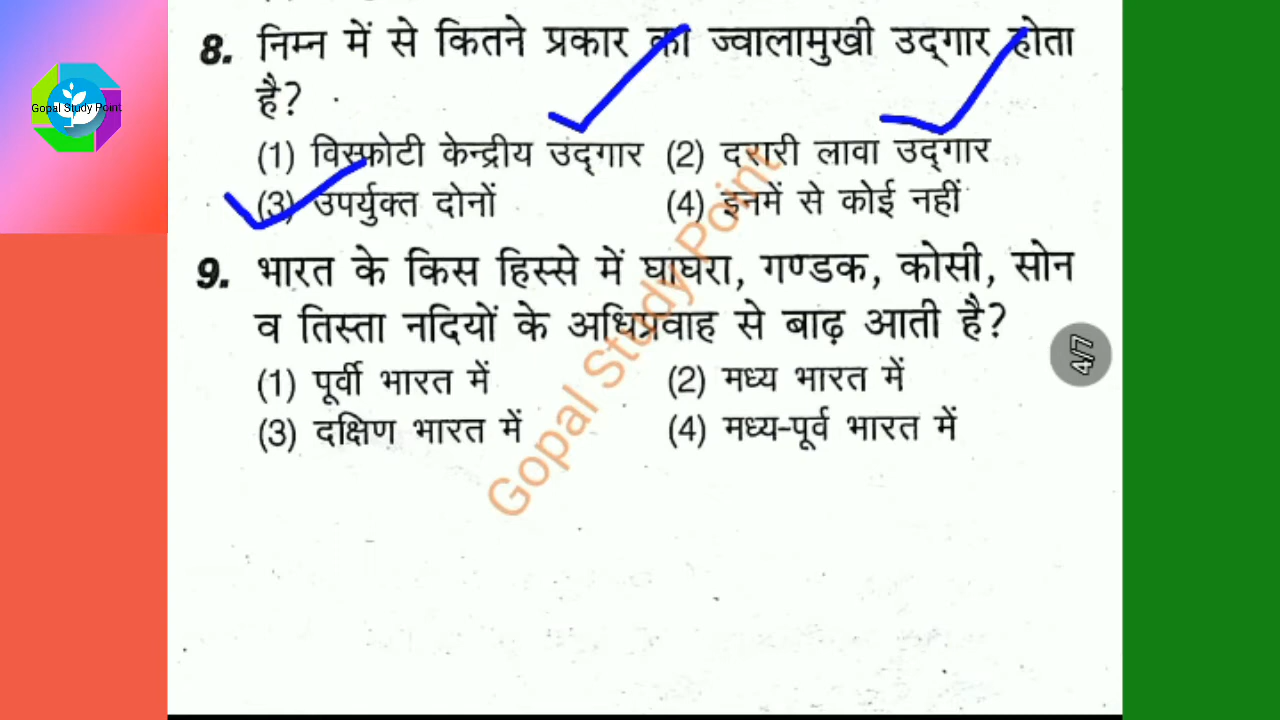 8. निम्न में से कितने प्रकार का ज्वालामुखी उद्गार होता
है?
(1) विस्फोटी केन्द्रीय उद्गार (2) दरारी लावा उद्गार
(3) उपर्युक्त दोनों (4) इनमें से कोई नहीं
9. भारत के किस हिस्से में घाघरा, गण्डक, कोसी, सोन
व तिस्ता नदियों के अधिप्रवाह से बाढ़ आती है?
(1) पूर्वी भारत में (2) मध्य भारत में
(3) दक्षिण भारत में (4) मध्य-पूर्व भारत में
Gopal Study Point
Gopal Study Point
4/7